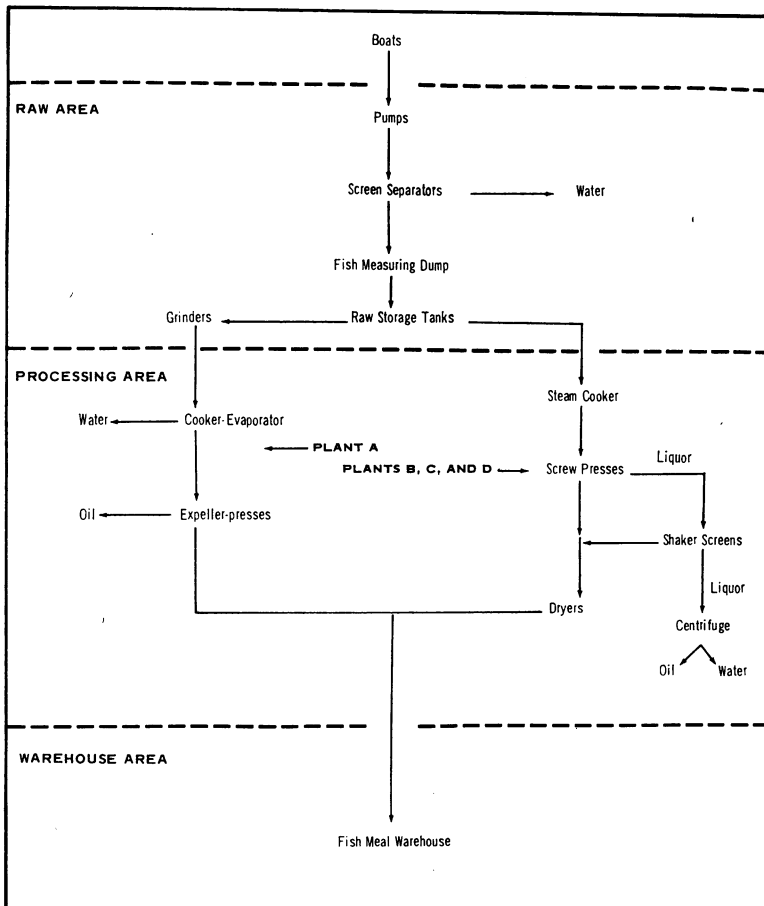 Boats
RAW AREA
Pumps
Screen Separators
Water
Fish Measuring Dump
Grinders
Raw Storage Tanks
PROCESSING AREA
Steam Cooker
Water
Cooker-Evaporator
PLANT A
Liquor
PLANTS B, C, AND D
Screw Presses
Oil
Expeller-presses
Shaker Screens
Liquor
Dryers
Centrifuge
Oil
Water
WAREHOUSE AREA
Fish Meal Warehouse